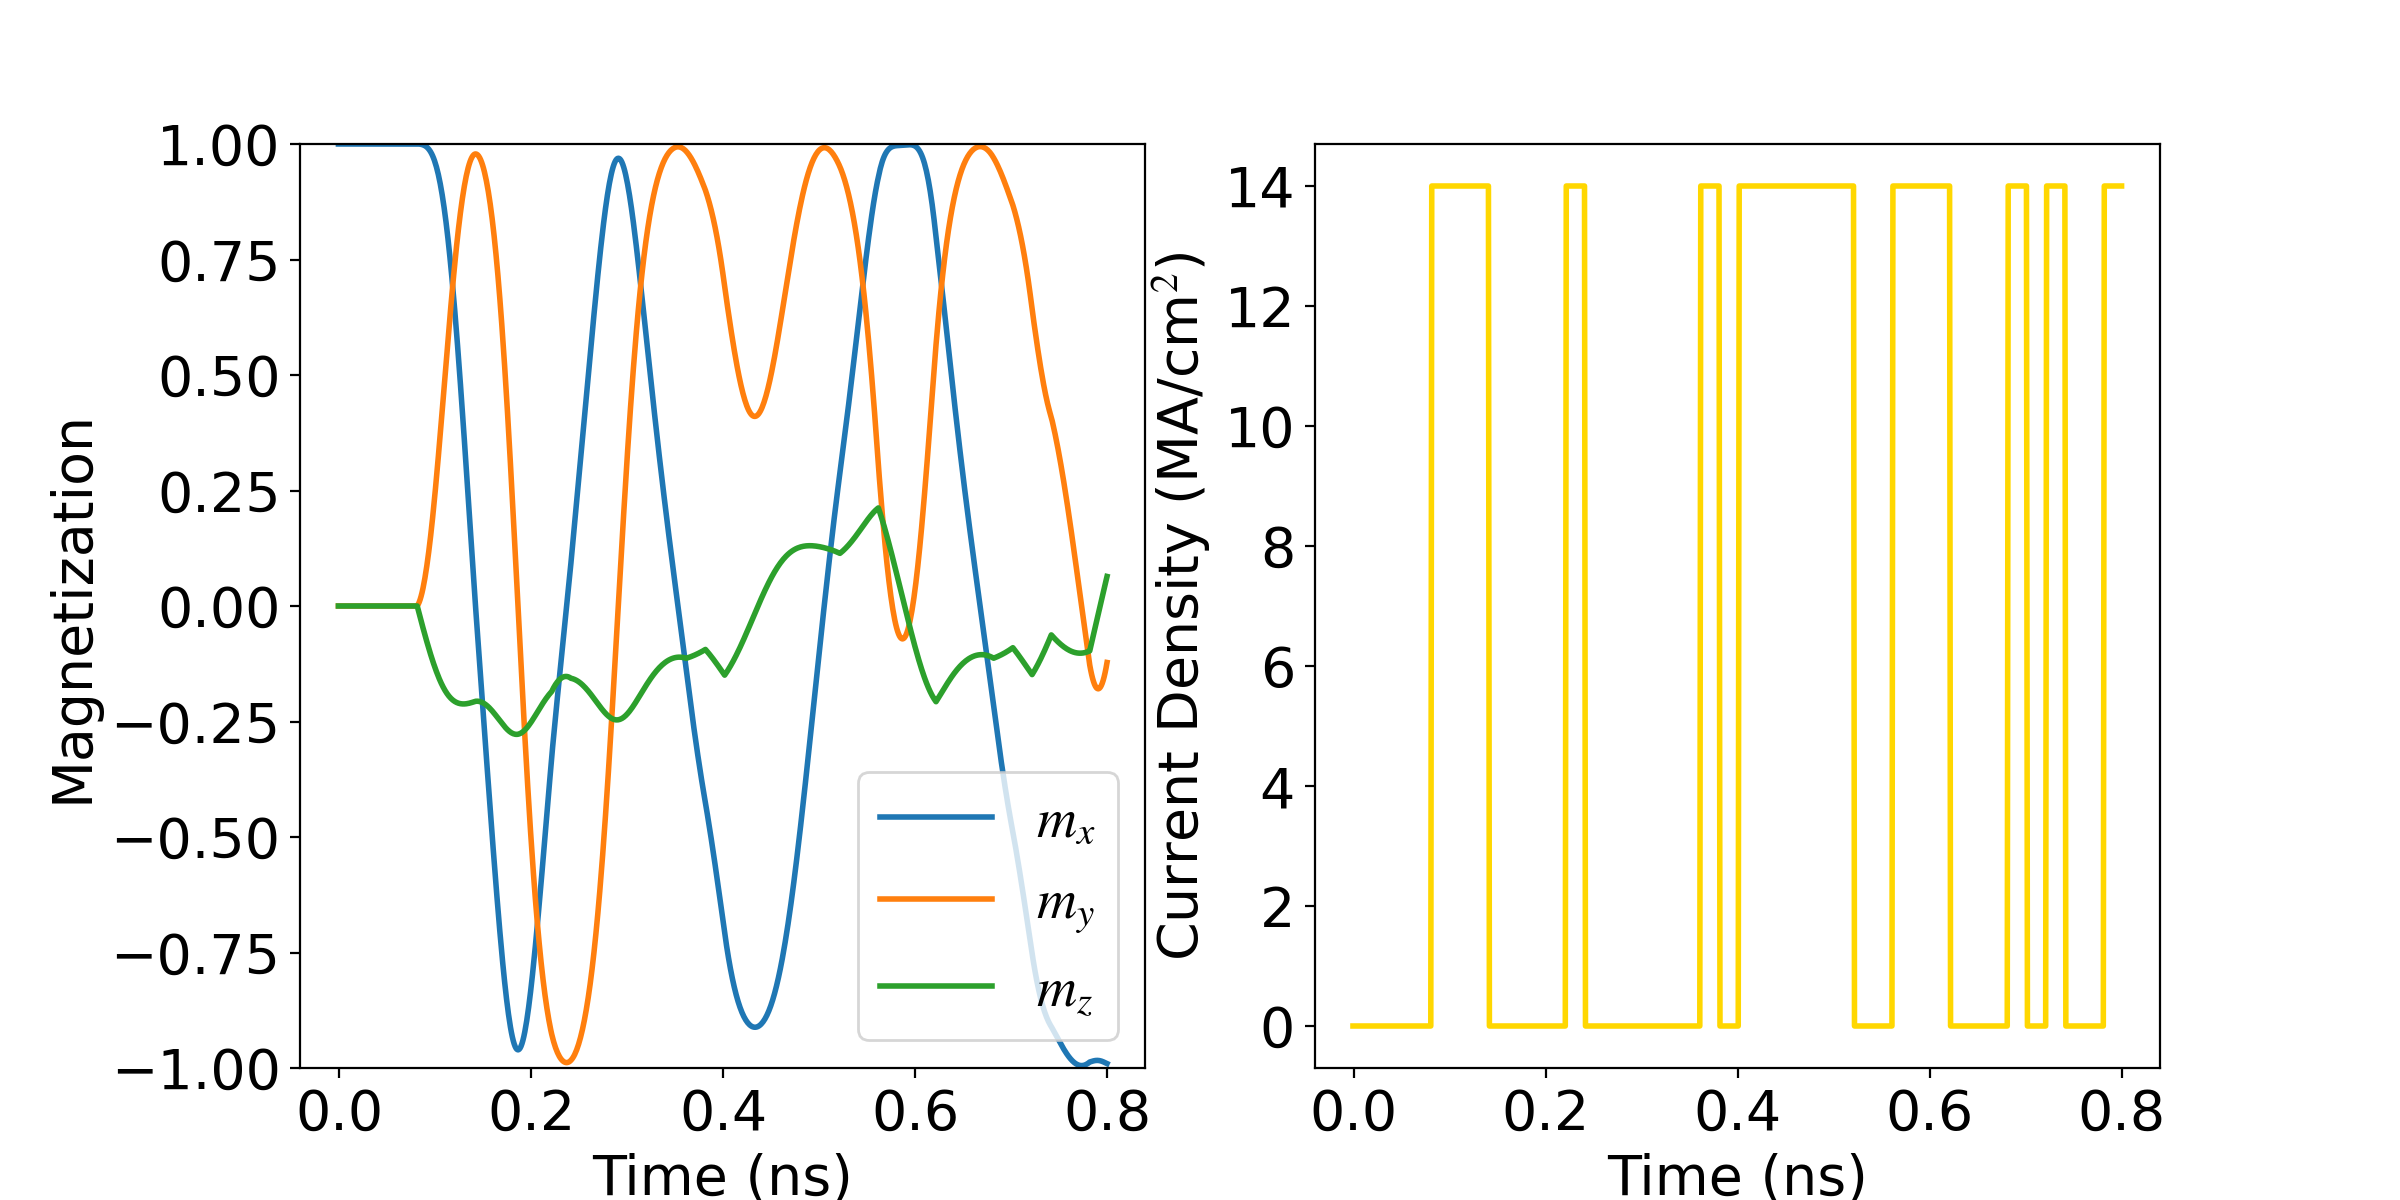 1.00
0.75
0.50
0.25
0.00
−0.25
−0.50
−0.75
−1.00
Magnetization
0.0 0.2 0.4 0.6 0.8
Time (ns)
m_x
m_y
m_z
14
12
10
8
6
4
2
0
Current Density (MA/cm²)
0.0 0.2 0.4 0.6 0.8
Time (ns)